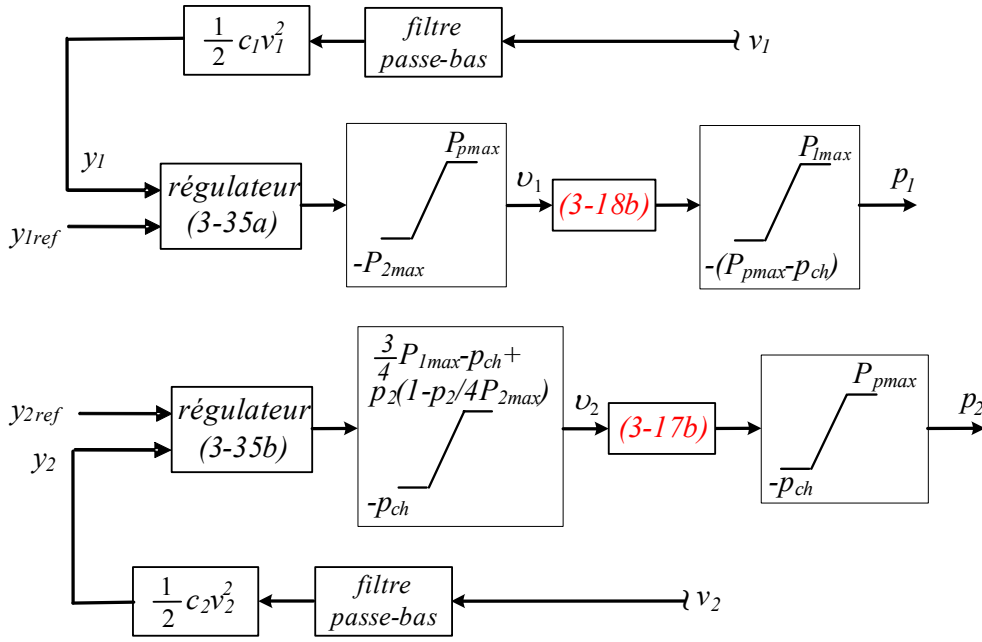 1/2 c₁v₁²
filtre
passe-bas
v₁
y₁
y₁ref
régulateur
(3-35a)
Ppmax
-P2max
υ₁
(3-18b)
P1max
-(Ppmax-pch)
p₁
y2ref
y₂
régulateur
(3-35b)
3/4 P1max-pch+
p₂(1-p₂/4P2max)
-pch
υ₂
(3-17b)
Ppmax
-pch
p₂
1/2 c₂v₂²
filtre
passe-bas
v₂